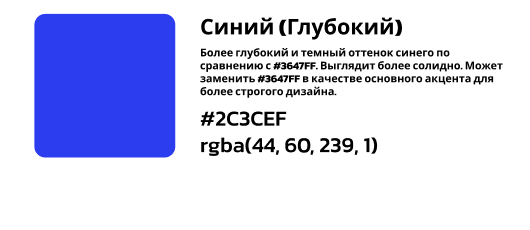 Синий (Глубокий)
Более глубокий и темный оттенок синего по
сравнению с #3647FF. Выглядит более солидно. Может
заменить #3647FF в качестве основного акцента для
более строгого дизайна.
#2C3CEF
rgba(44, 60, 239, 1)